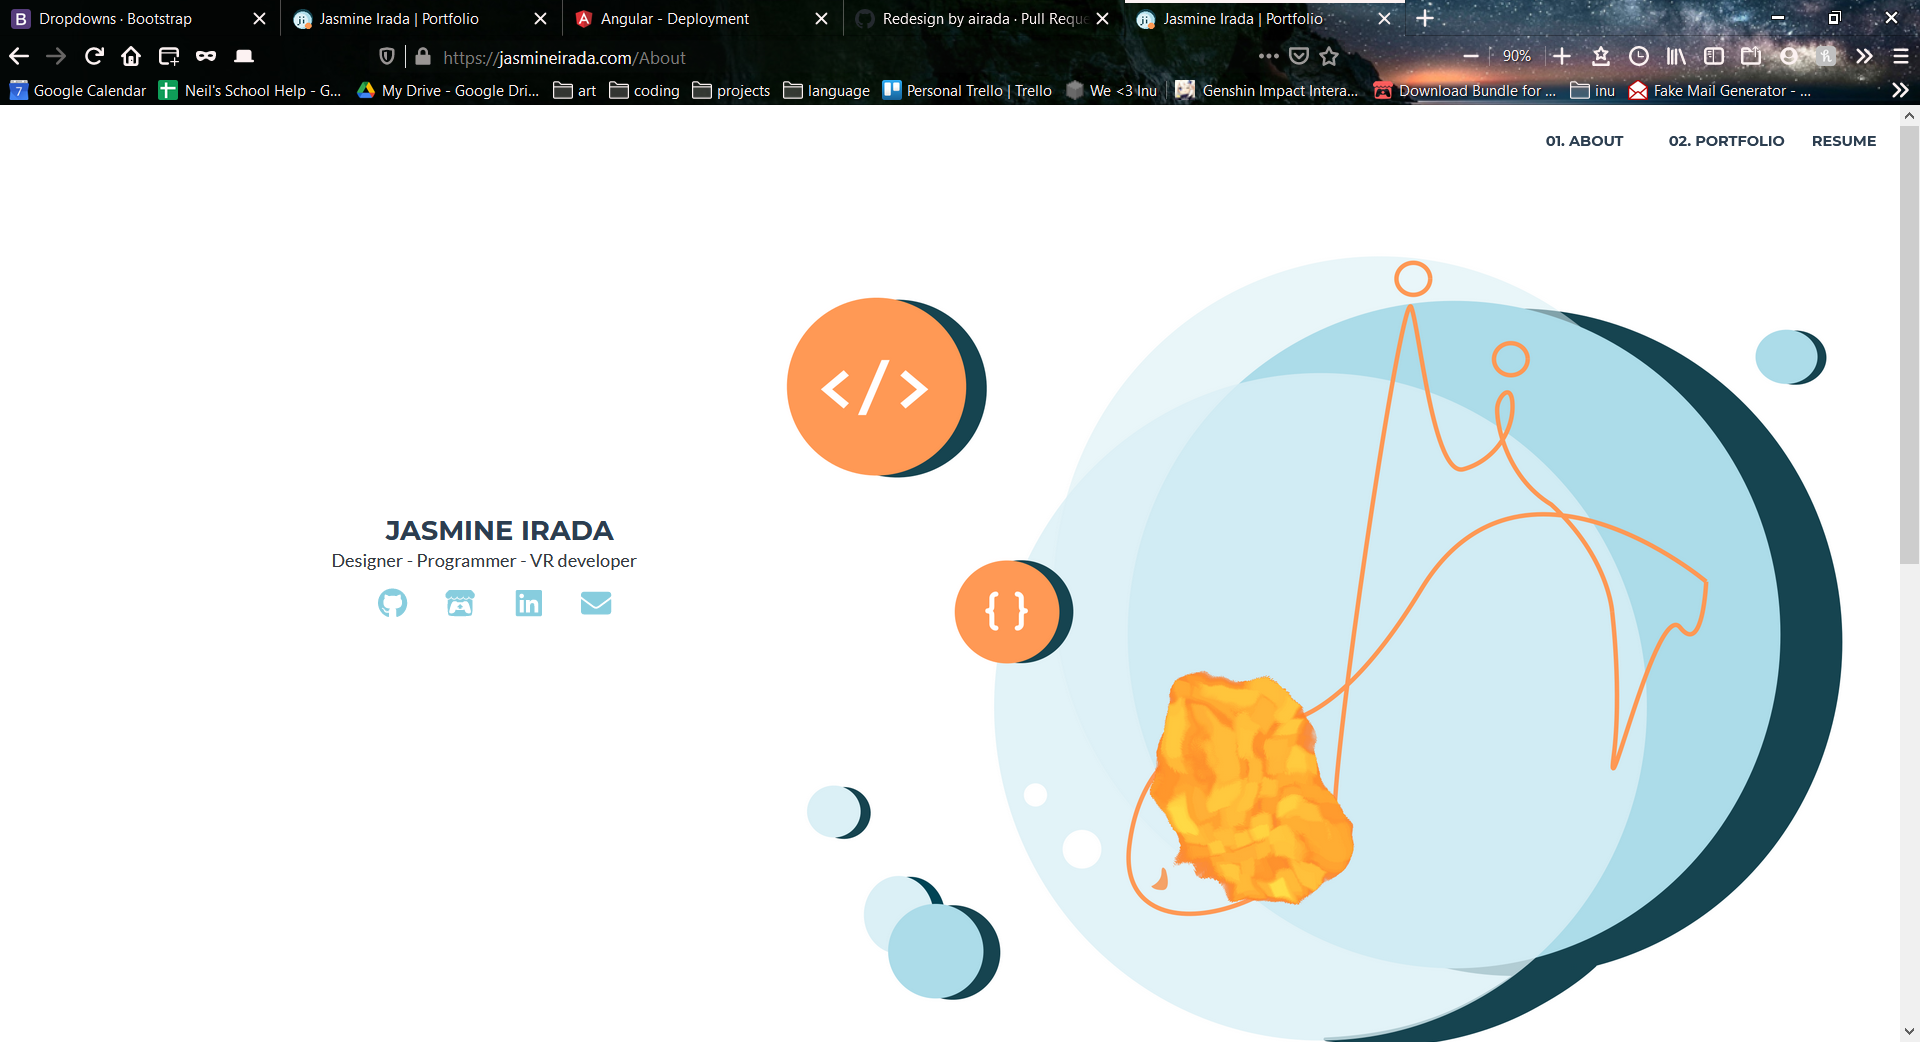 Dropdowns · Bootstrap
Jasmine Irada | Portfolio
Angular - Deployment
Redesign by airada · Pull Reque
Jasmine Irada | Portfolio
https://jasmineirada.com/About
90%
Google Calendar
Neil's School Help - G...
My Drive - Google Dri...
art
coding
projects
language
Personal Trello | Trello
We <3 Inu
Genshin Impact Intera...
Download Bundle for ...
inu
Fake Mail Generator - ...
01. ABOUT
02. PORTFOLIO
RESUME
</>
JASMINE IRADA
Designer - Programmer - VR developer
{ }